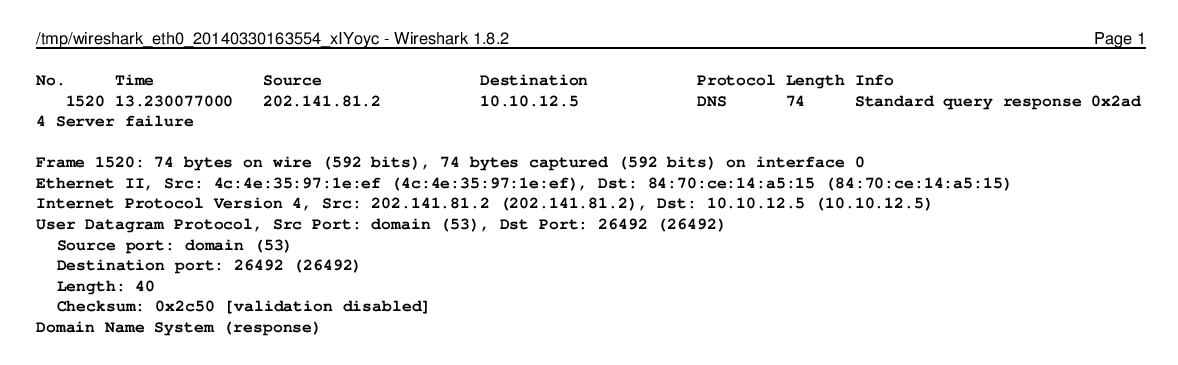 /tmp/wireshark_eth0_20140330163554_xIYoyc - Wireshark 1.8.2 Page 1
No. Time Source Destination Protocol Length Info
1520 13.230077000 202.141.81.2 10.10.12.5 DNS 74 Standard query response 0x2ad
4 Server failure
Frame 1520: 74 bytes on wire (592 bits), 74 bytes captured (592 bits) on interface 0
Ethernet II, Src: 4c:4e:35:97:1e:ef (4c:4e:35:97:1e:ef), Dst: 84:70:ce:14:a5:15 (84:70:ce:14:a5:15)
Internet Protocol Version 4, Src: 202.141.81.2 (202.141.81.2), Dst: 10.10.12.5 (10.10.12.5)
User Datagram Protocol, Src Port: domain (53), Dst Port: 26492 (26492)
Source port: domain (53)
Destination port: 26492 (26492)
Length: 40
Checksum: 0x2c50 [validation disabled]
Domain Name System (response)